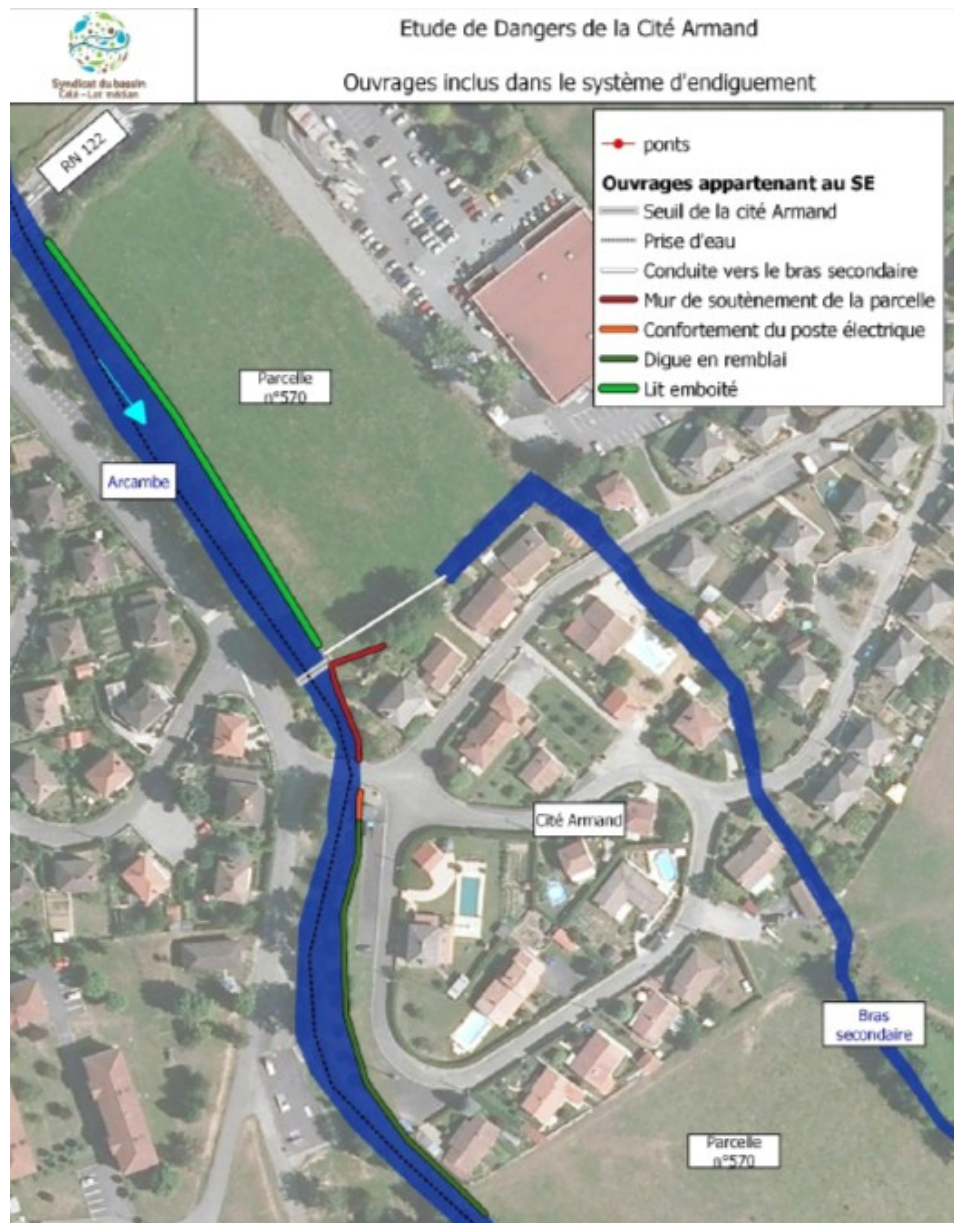 Etude de Dangers de la Cité Armand
Ouvrages inclus dans le système d'endiguement
Syndicat du bassin
Célé - Lot médian
RN 122
ponts
Ouvrages appartenant au SE
Seuil de la cité Armand
Prise d'eau
Conduite vers le bras secondaire
Mur de soutènement de la parcelle
Confortement du poste électrique
Digue en remblai
Lit emboité
Parcelle
n°570
Arcambe
Cité Armand
Bras
secondaire
Parcelle
n°570